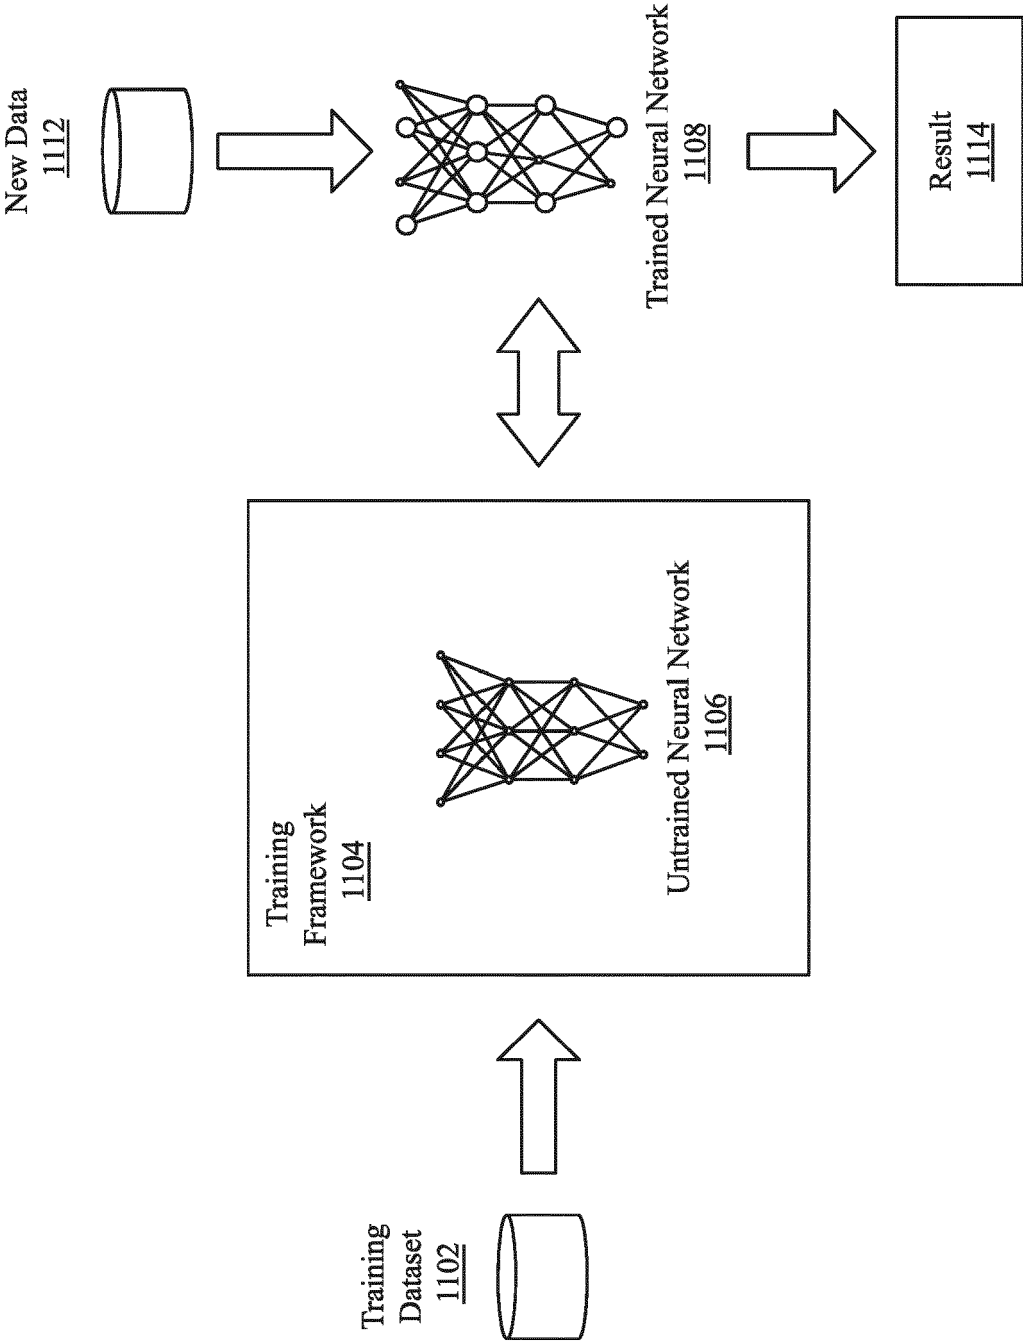 Training
Dataset
1102
Training
Framework
1104
Untrained Neural Network
1106
New Data
1112
Trained Neural Network
1108
Result
1114